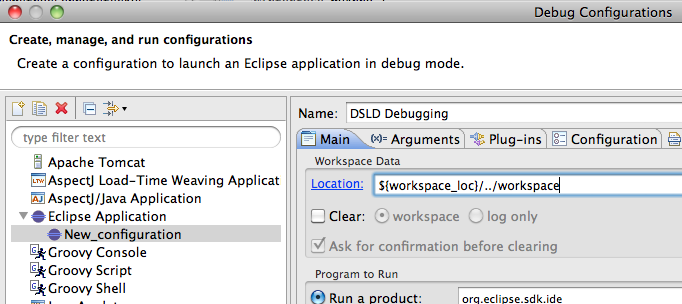 Debug Configurations
Create, manage, and run configurations
Create a configuration to launch an Eclipse application in debug mode.
type filter text
Apache Tomcat
AspectJ Load-Time Weaving Applicat
AspectJ/Java Application
Eclipse Application
New_configuration
Groovy Console
Groovy Script
Groovy Shell
Name: DSLD Debugging
Main (x)= Arguments Plug-ins Configuration
Workspace Data
Location: ${workspace_loc}/../workspace
Clear: workspace log only
Ask for confirmation before clearing
Program to Run
Run a product: org.eclipse.sdk.ide